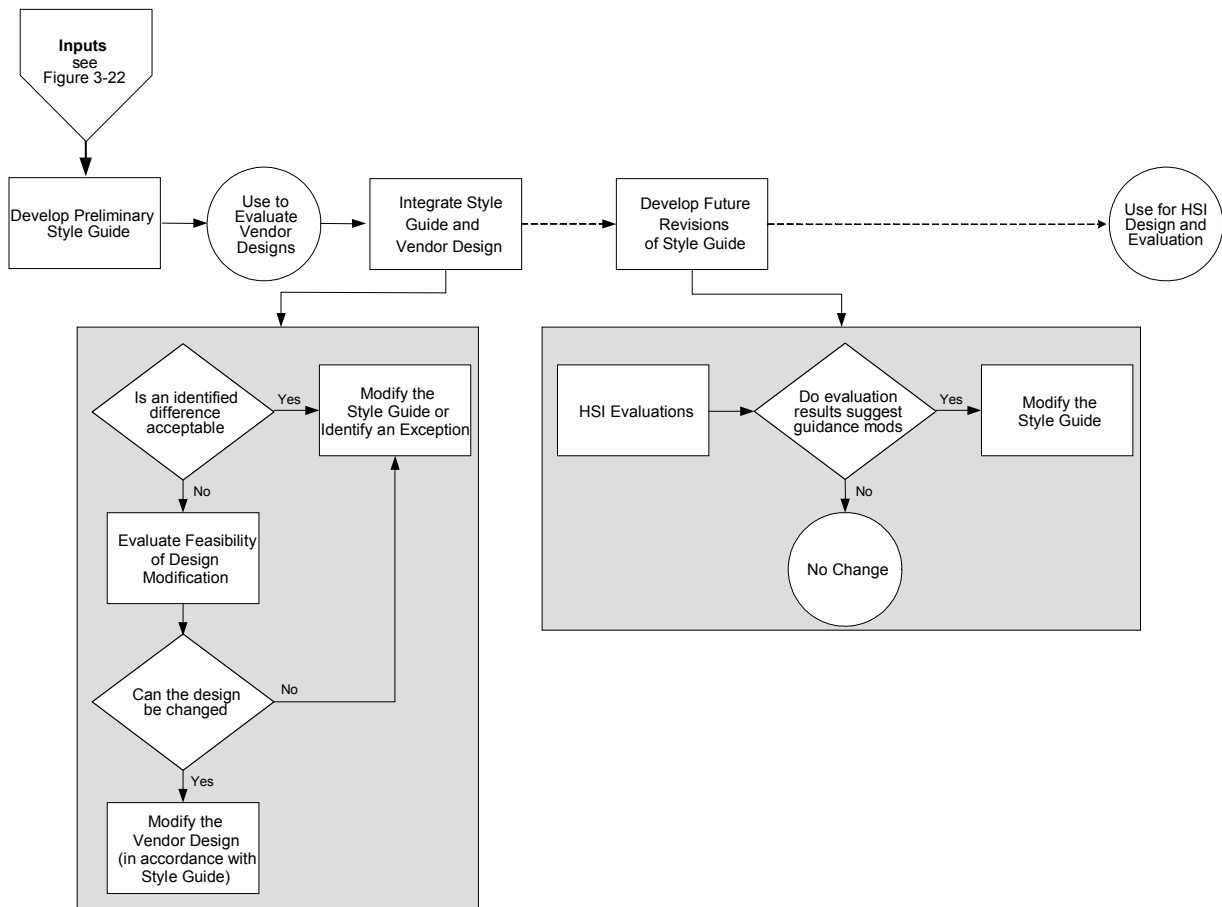 Inputs
see
Figure 3-22
Develop Preliminary
Style Guide
Use to
Evaluate
Vendor
Designs
Integrate Style
Guide and
Vendor Design
Develop Future
Revisions
of Style Guide
Use for HSI
Design and
Evaluation
Is an identified
difference
acceptable
Yes
Modify the
Style Guide or
Identify an Exception
No
Evaluate Feasibility
of Design
Modification
Can the design
be changed
No
Yes
Modify the
Vendor Design
(in accordance with
Style Guide)
HSI Evaluations
Do evaluation
results suggest
guidance mods
Yes
Modify the
Style Guide
No
No Change